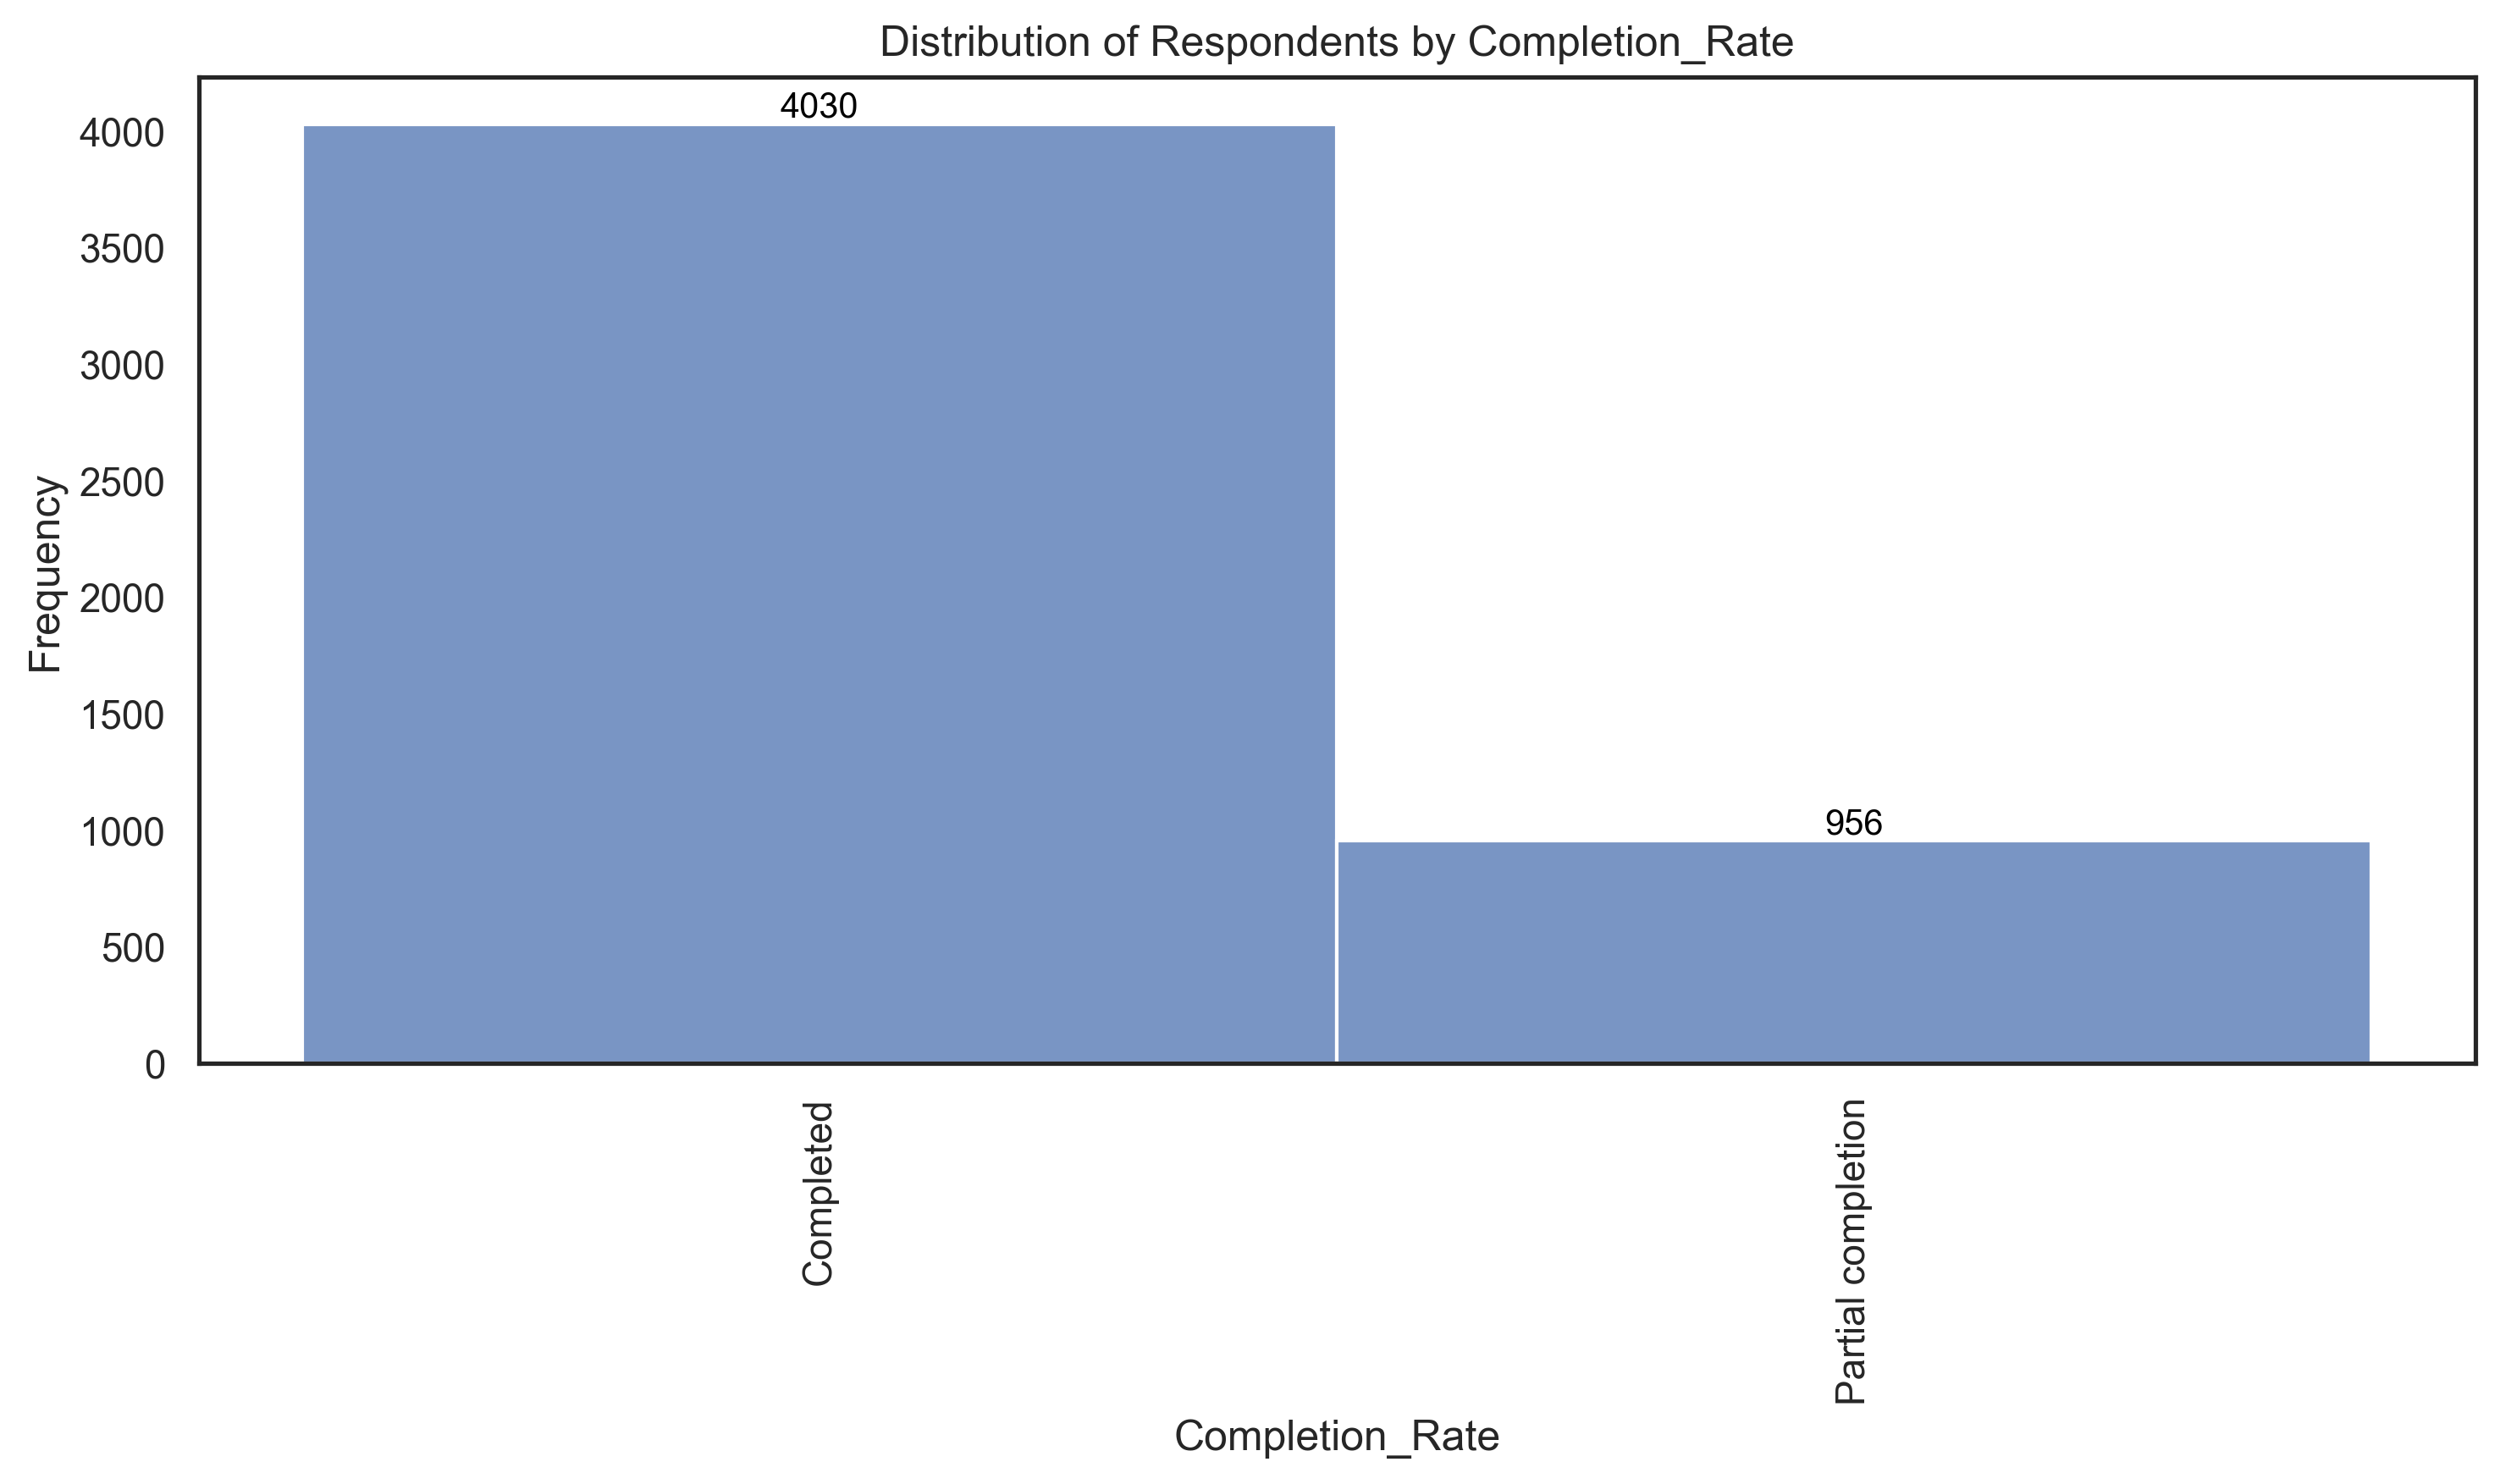 Distribution of Respondents by Completion_Rate
4030
4000
3500
3000
2500
2000
1500
1000
956
500
0
Frequency
Completed
Partial completion
Completion_Rate